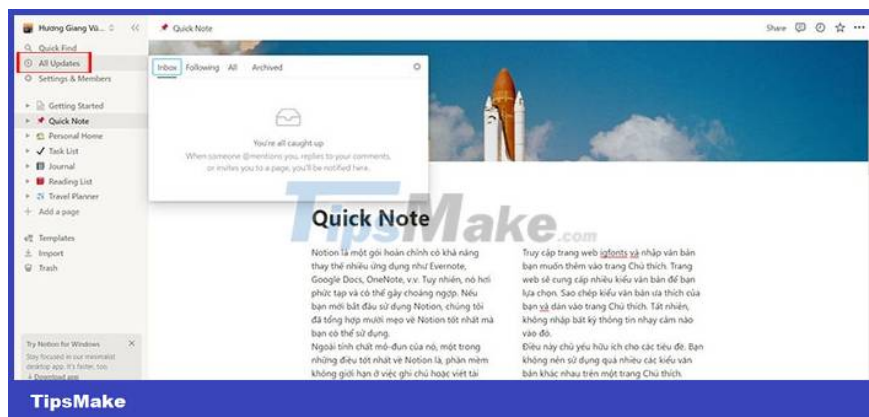 Hương Giang Vũ...
Quick Note
Share
Quick Find
All Updates
Settings & Members
Getting Started
Quick Note
Personal Home
Task List
Journal
Reading List
Travel Planner
Add a page
Templates
Import
Trash
Try Notion for Windows
Stay focused in our minimalist
desktop app. It's faster, too.
Download app
Inbox Following All Archived
You're all caught up
When someone @mentions you, replies to your comments,
or invites you to a page, you'll be notified here.
TipsMake.com
Quick Note
Notion là một gói hoàn chỉnh có khả năng
thay thế nhiều ứng dụng như Evernote,
Google Docs, OneNote, v.v. Tuy nhiên, nó hơi
phức tạp và có thể gây choáng ngợp. Nếu
bạn mới bắt đầu sử dụng Notion, chúng tôi
đã tổng hợp mười mẹo về Notion tốt nhất mà
bạn có thể sử dụng.
Ngoài tính chất mô-đun của nó, một trong
những điều tốt nhất về Notion là, phần mềm
không giới hạn ở việc ghi chú hoặc viết tài
Truy cập trang web igfonts và nhập văn bản
bạn muốn thêm vào trang Chú thích. Trang
web sẽ cung cấp nhiều kiểu văn bản để bạn
lựa chọn. Sao chép kiểu văn bản ưa thích của
bạn và dán vào trang Chú thích. Tất nhiên,
không nhập bất kỳ thông tin nhạy cảm nào
vào đó.
Điều này chủ yếu hữu ích cho các tiêu đề. Bạn
không nên sử dụng quá nhiều các kiểu văn
bản khác nhau trên một trang Chú thích.
TipsMake